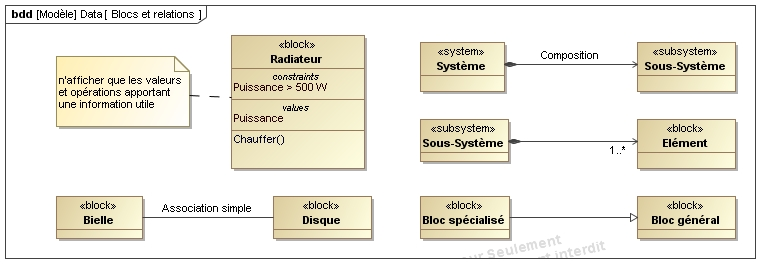 bdd [Modèle] Data [ Blocs et relations ]
n'afficher que les valeurs
et opérations apportant
une information utile
«block»
Radiateur
constraints
Puissance > 500 W
values
Puissance
Chauffer()
«system»
Système
Composition
«subsystem»
Sous-Système
«subsystem»
Sous-Système
1..*
«block»
Elément
«block»
Bielle
Association simple
«block»
Disque
«block»
Bloc spécialisé
«block»
Bloc général
Seulement
interdit